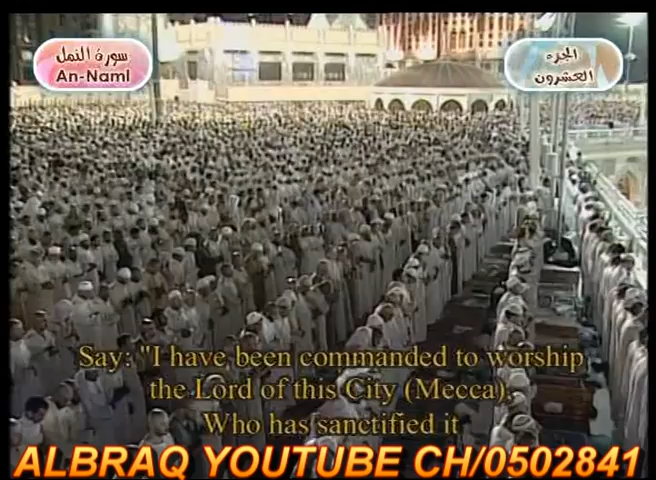 سورة النمل
AN-Naml
الجزء
العشرون
Say: "I have been commanded to worship
the Lord of this City (Mecca),
Who has sanctified it
ALBRAQ YOUTUBE CH/0502841